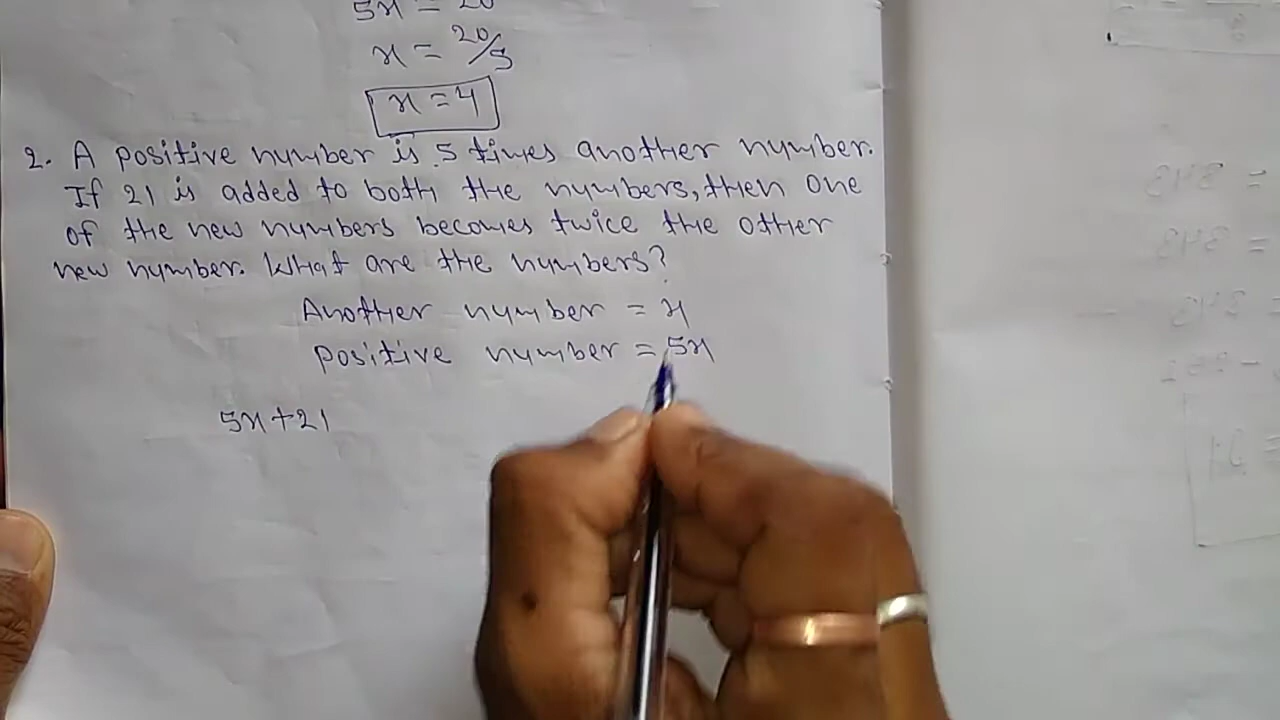 5x = 20
x = 20/5
x = 4
2. A positive number is 5 times another number.
If 21 is added to both the numbers, then one
of the new numbers becomes twice the other
new number. What are the numbers?
Another number = x
positive number = 5x
5x+21